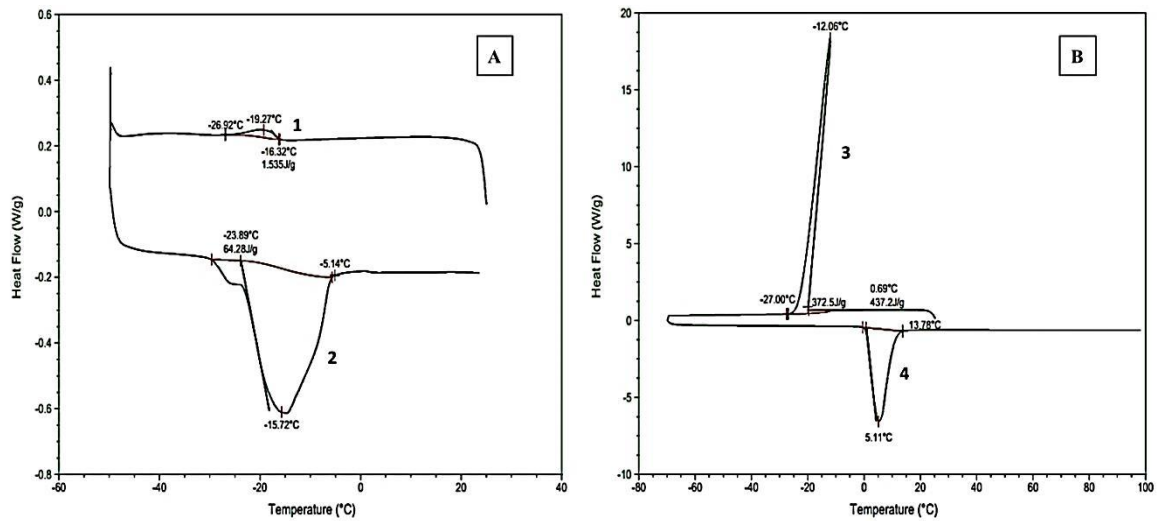 A
0.6
0.4
0.2
0.0
-0.2
-0.4
-0.6
-0.8
Heat Flow (W/g)
-26.92°C
-19.27°C
1
-16.32°C
1.535J/g
-23.89°C
64.28J/g
-5.14°C
2
-15.72°C
-60
-40
-20
0
20
40
Temperature (°C)
B
20
15
10
5
0
-5
-10
Heat Flow (W/g)
-12.06°C
3
-27.00°C
372.5J/g
0.69°C
437.2J/g
13.78°C
4
5.11°C
-80
-60
-40
-20
0
20
40
60
80
100
Temperature (°C)